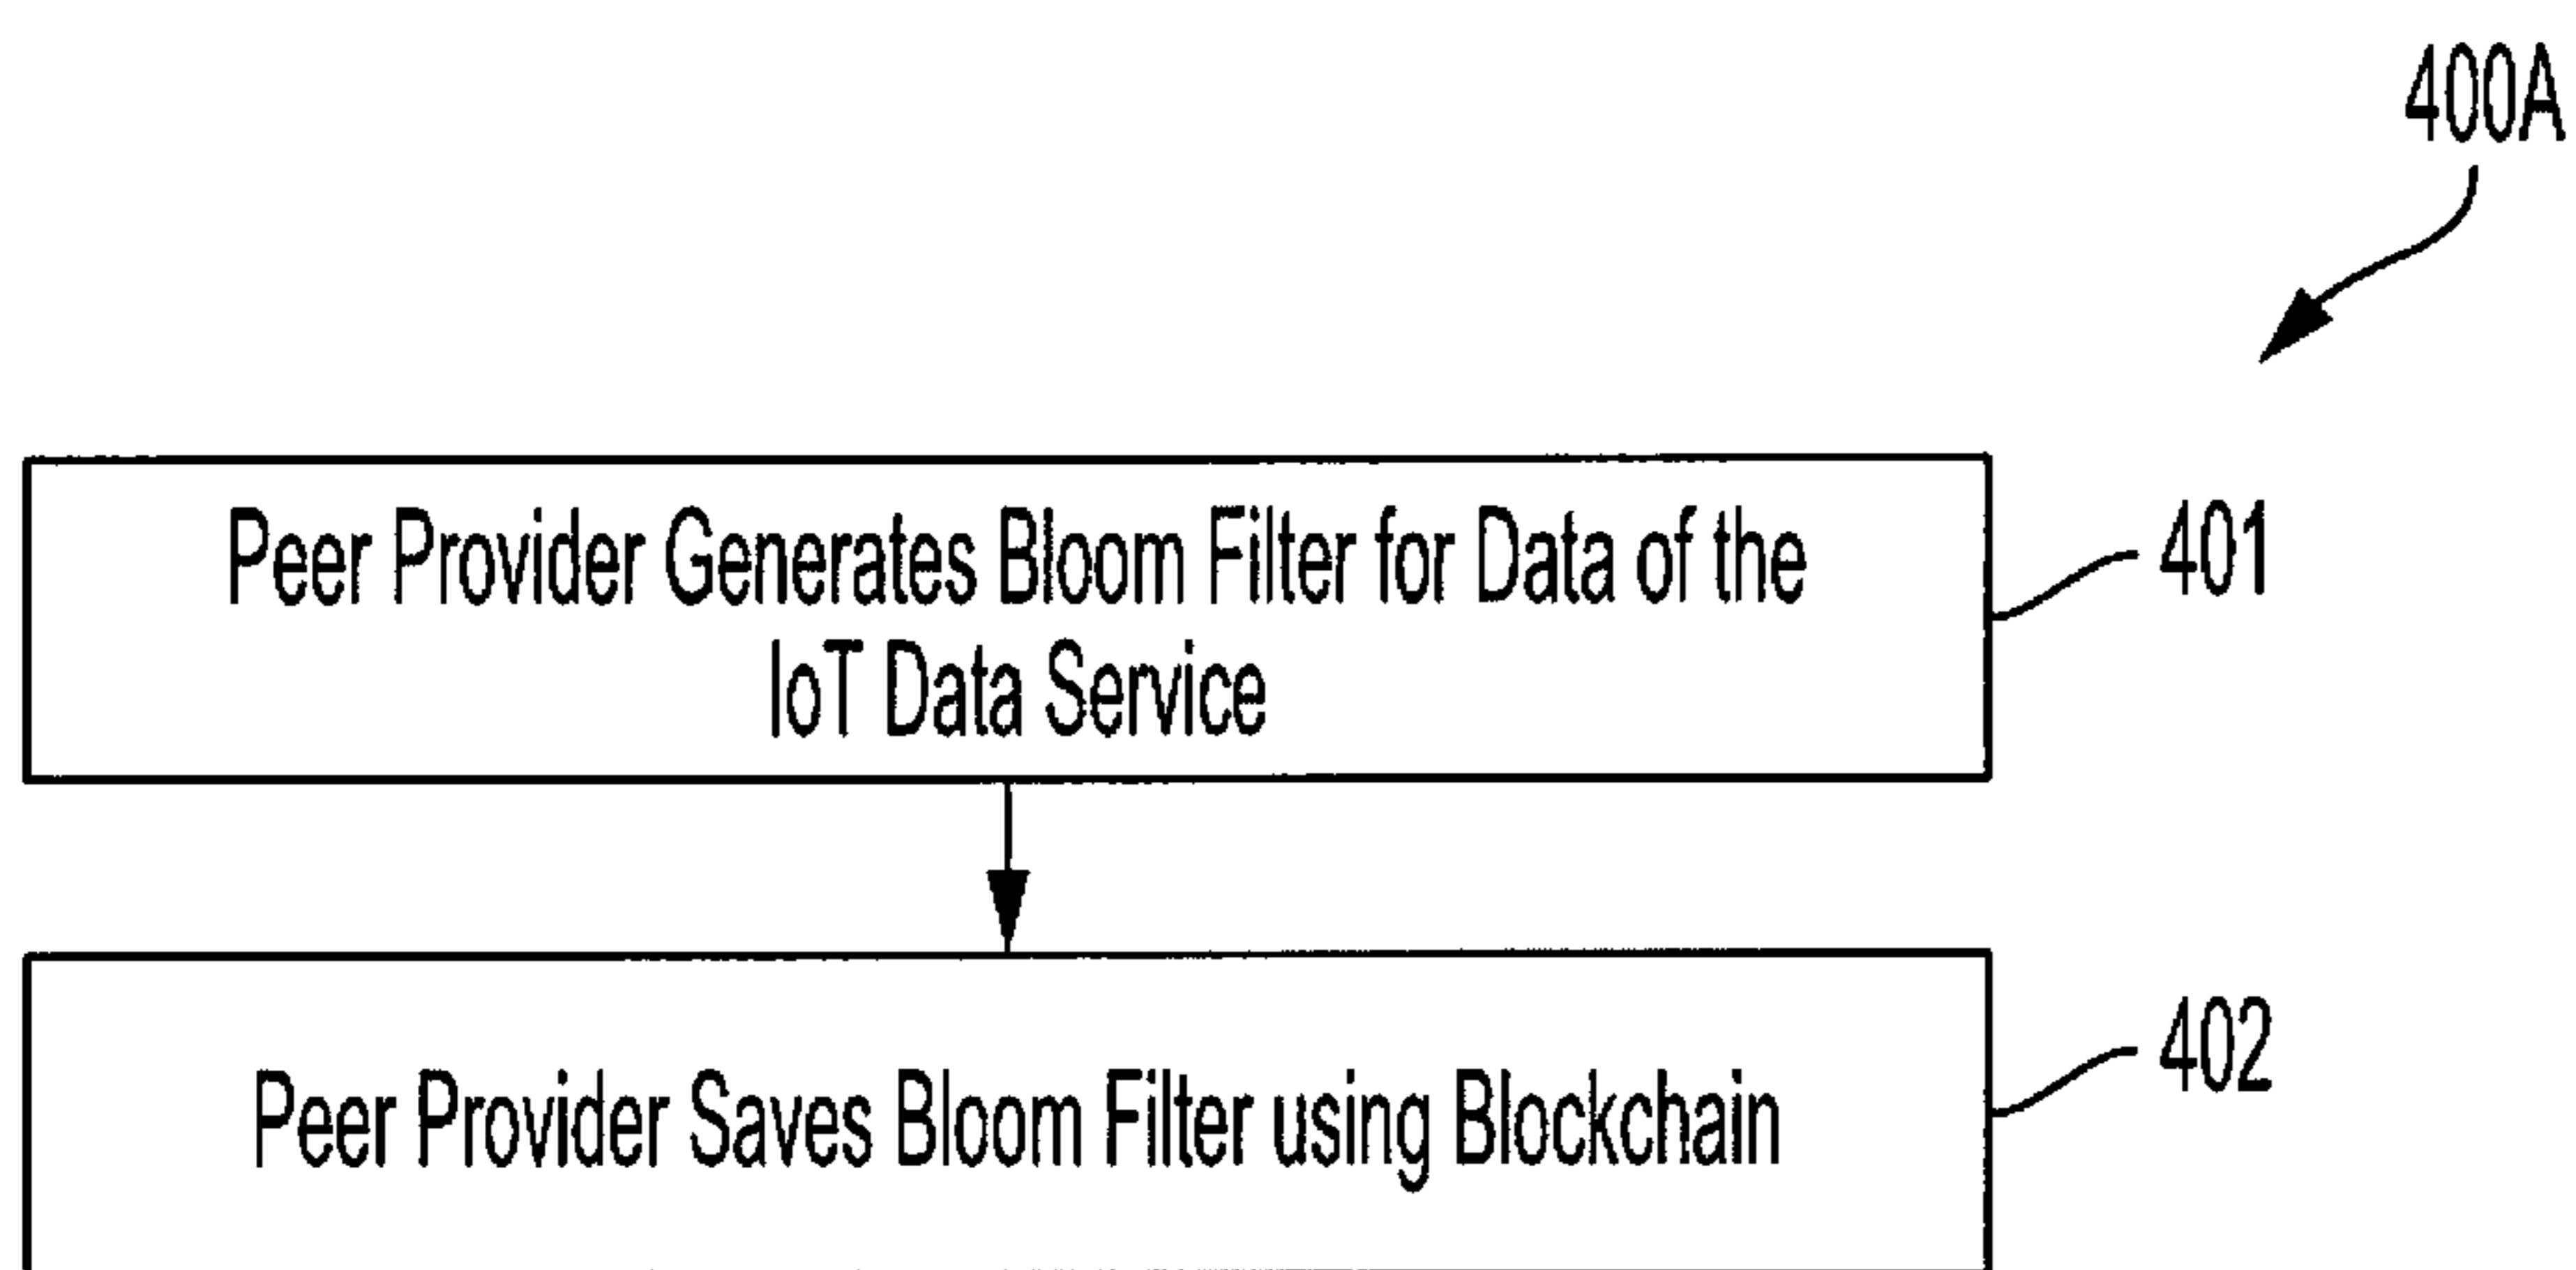 400A
Peer Provider Generates Bloom Filter for Data of the
IoT Data Service
401
Peer Provider Saves Bloom Filter using Blockchain
402